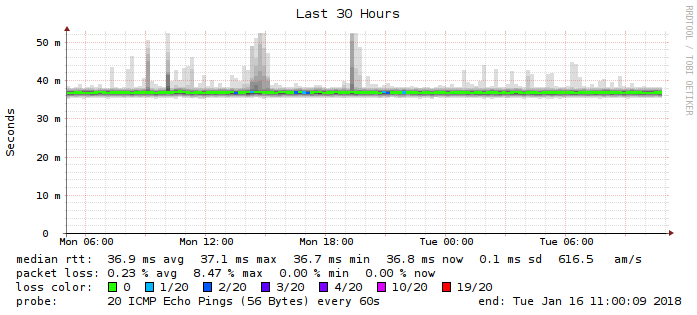 Last 30 Hours
RRDTOOL / TOBI OETIKER
Seconds
50 m
40 m
30 m
20 m
10 m
0
Mon 06:00 Mon 12:00 Mon 18:00 Tue 00:00 Tue 06:00
median rtt: 36.9 ms avg 37.1 ms max 36.7 ms min 36.8 ms now 0.1 ms sd 616.5 am/s
packet loss: 0.23 % avg 8.47 % max 0.00 % min 0.00 % now
loss color: 0 1/20 2/20 3/20 4/20 10/20 19/20
probe: 20 ICMP Echo Pings (56 Bytes) every 60s end: Tue Jan 16 11:00:09 2018